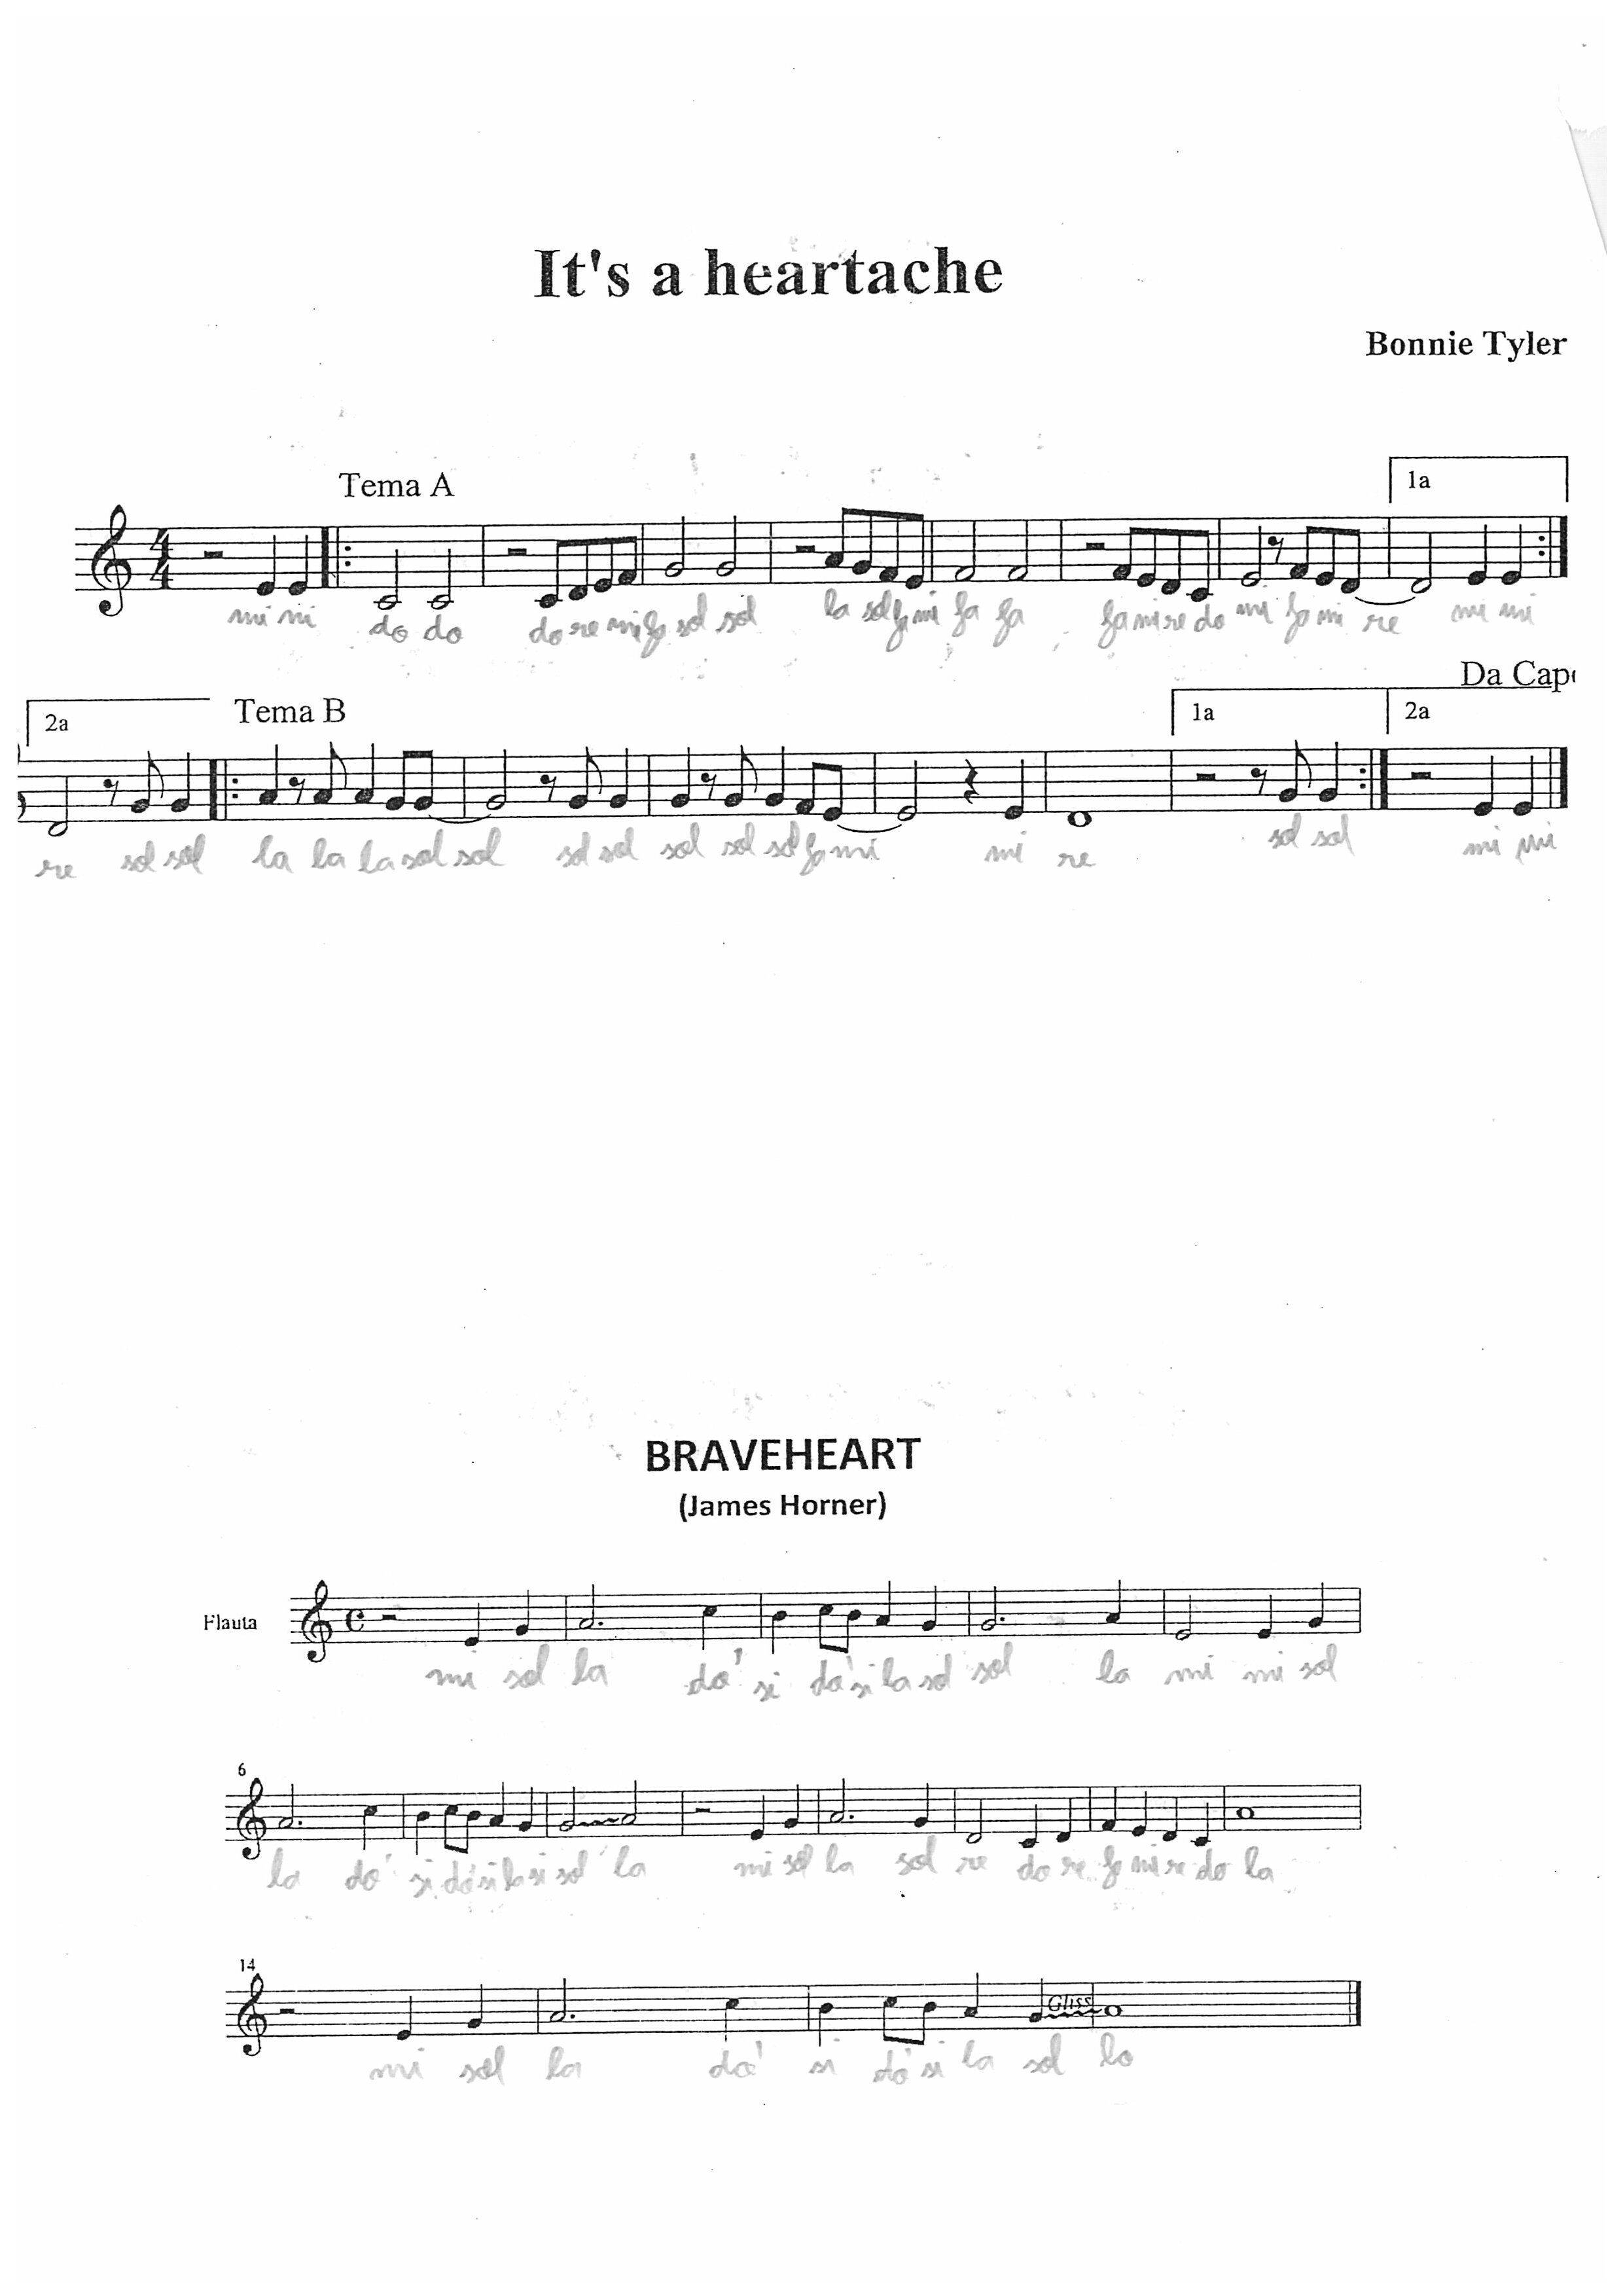 It's a heartache
Bonnie Tyler
Tema A
1a
mi mi do do do re mi fa sol sol la sol fa mi fa fa fa mi re do mi fa mi re mi mi
Da Cap
2a Tema B 1a 2a
re sol sol la la la sol sol sol sol sol sol sol fa mi mi re sol sol mi mi
BRAVEHEART
(James Horner)
Flauta
mi sol la do' si do' si la sol sol la mi mi sol
6
la do' si do' si la si sol la mi sol la sol re do re fa mi re do la
14
Gliss
mi sol la do' si do' si la sol la